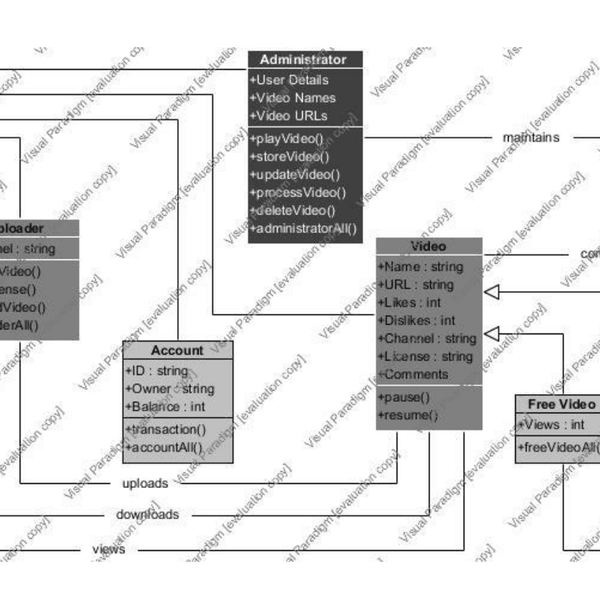 Administrator
+User Details
+Video Names
+Video URLs
+playVideo()
+storeVideo()
+updateVideo()
+processVideo()
+deleteVideo()
+administratorAll()
maintains
ploader
nel : string
Video()
ense()
dVideo()
derAll()
Video
+Name : string
+URL : string
+Likes : int
+Dislikes : int
+Channel : string
+License : string
+Comments
+pause()
+resume()
con
Account
+ID : string
+Owner : string
+Balance : int
+transaction()
+accountAll()
Free Video
+Views : int
+freeVideoAll()
uploads
downloads
views
Visual Paradigm [evaluation copy]